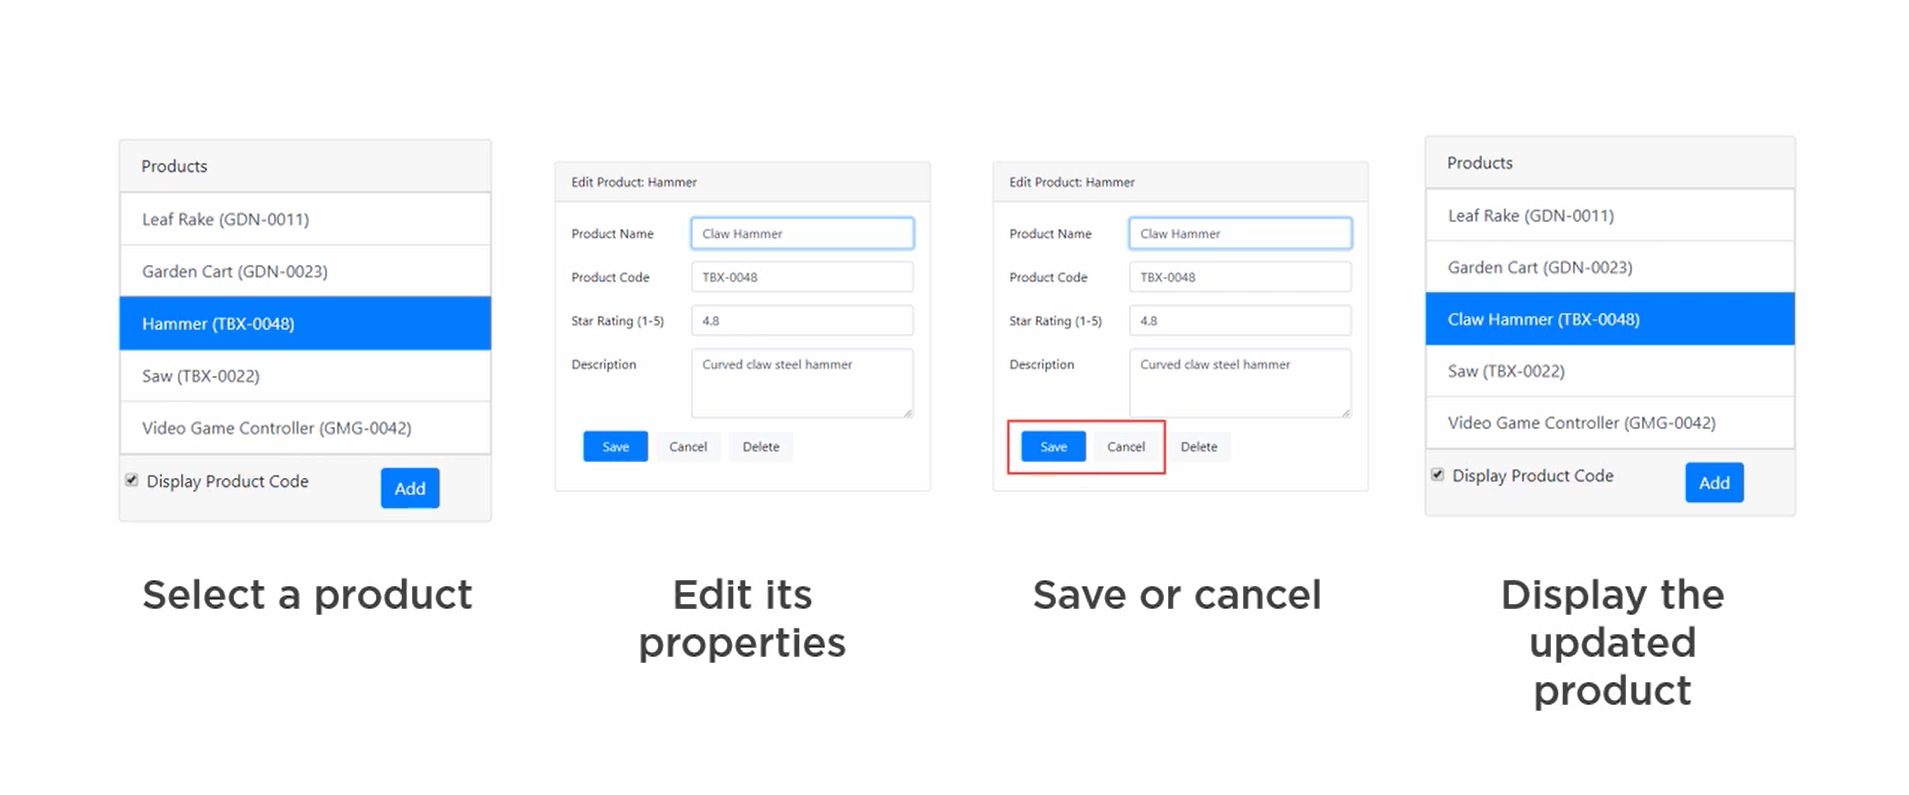 Products
Leaf Rake (GDN-0011)
Garden Cart (GDN-0023)
Hammer (TBX-0048)
Saw (TBX-0022)
Video Game Controller (GMG-0042)
Display Product Code
Add
Select a product
Edit Product: Hammer
Product Name
Claw Hammer
Product Code
TBX-0048
Star Rating (1-5)
4.8
Description
Curved claw steel hammer
Save
Cancel
Delete
Edit its
properties
Edit Product: Hammer
Product Name
Claw Hammer
Product Code
TBX-0048
Star Rating (1-5)
4.8
Description
Curved claw steel hammer
Save
Cancel
Delete
Save or cancel
Products
Leaf Rake (GDN-0011)
Garden Cart (GDN-0023)
Claw Hammer (TBX-0048)
Saw (TBX-0022)
Video Game Controller (GMG-0042)
Display Product Code
Add
Display the
updated
product